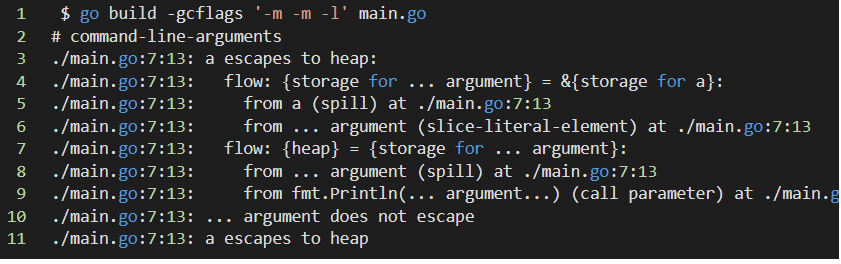 1 $ go build -gcflags '-m -m -l' main.go
2 # command-line-arguments
3 ./main.go:7:13: a escapes to heap:
4 ./main.go:7:13:   flow: {storage for ... argument} = &{storage for a}:
5 ./main.go:7:13:     from a (spill) at ./main.go:7:13
6 ./main.go:7:13:     from ... argument (slice-literal-element) at ./main.go:7:13
7 ./main.go:7:13:   flow: {heap} = {storage for ... argument}:
8 ./main.go:7:13:     from ... argument (spill) at ./main.go:7:13
9 ./main.go:7:13:     from fmt.Println(... argument...) (call parameter) at ./main.g
10 ./main.go:7:13: ... argument does not escape
11 ./main.go:7:13: a escapes to heap